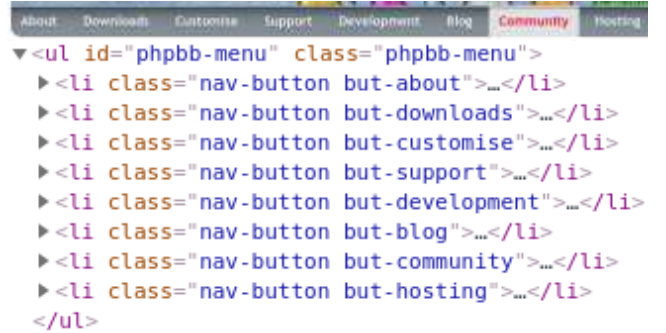 About Downloads Customise Support Development Blog Community Hosting
▼<ul id="phpbb-menu" class="phpbb-menu">
▶<li class="nav-button but-about">…</li>
▶<li class="nav-button but-downloads">…</li>
▶<li class="nav-button but-customise">…</li>
▶<li class="nav-button but-support">…</li>
▶<li class="nav-button but-development">…</li>
▶<li class="nav-button but-blog">…</li>
▶<li class="nav-button but-community">…</li>
▶<li class="nav-button but-hosting">…</li>
</ul>